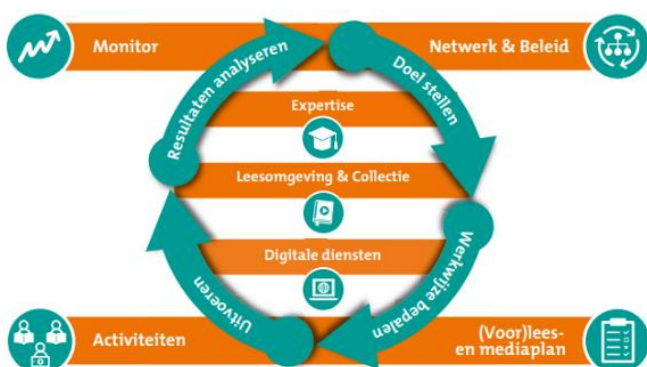 Monitor
Netwerk & Beleid
Resultaten analyseren
Doel stellen
Expertise
Leesomgeving & Collectie
Digitale diensten
Uitvoeren
Werkwijze bepalen
Activiteiten
(Voor)lees-
en mediaplan